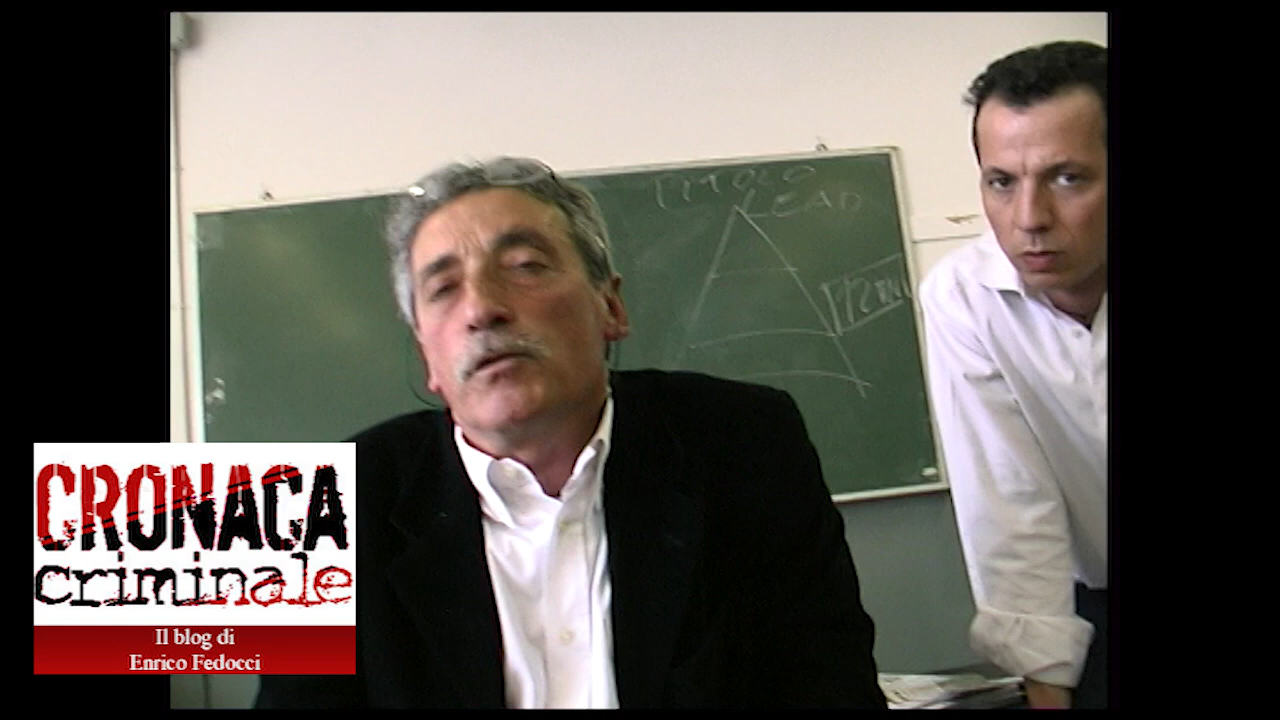 TITOLO
LEAD
CRONACA
criminale
Il blog di
Enrico Fedocci